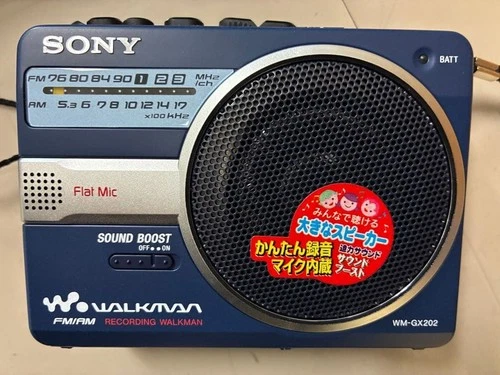 SONY
BATT
FM 76 80 84 90 1 2 3 MHz /ch
AM 5.3 6 7 8 10 12 14 17
x100kHz
Flat Mic
みんなで聴ける
大きなスピーカー
かんたん録音
マイク内蔵
迫力サウンド
サウンド
ブースト
SOUND BOOST
OFF ON
WALKMAN
FM/AM RECORDING WALKMAN
WM-GX202